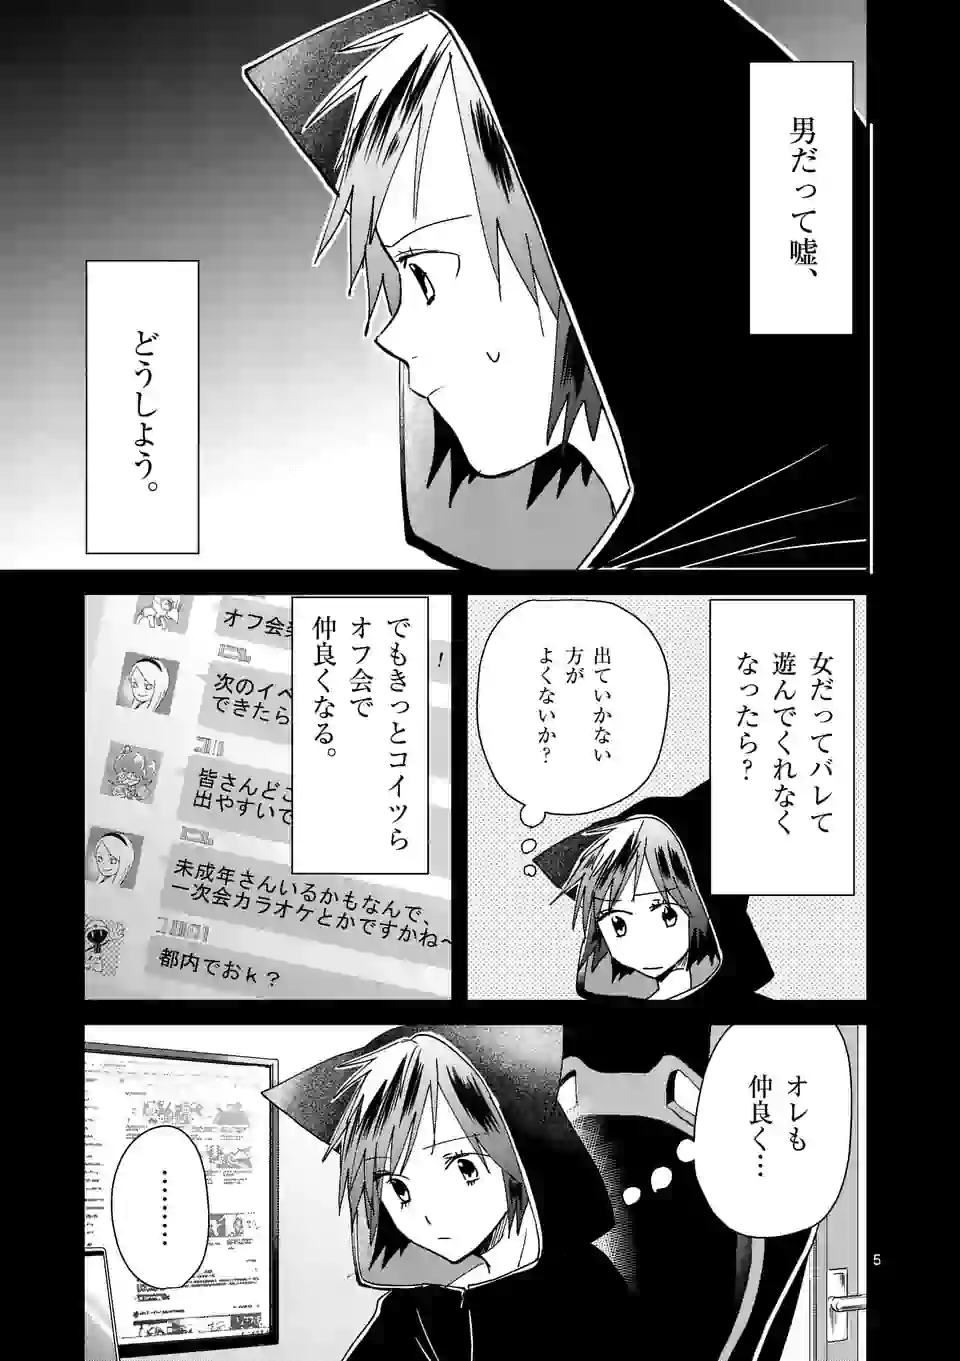 男だって嘘、
どうしよう。
女だってバレて
遊んでくれなく
なったら？
出ていかない
方が
よくないか？
でもきっとコイツら
オフ会で
仲良くなる。
オフ会
！
次のイベ
できたら
コル
皆さんどこ
出やすいで
未成年さんいるかもなんで、
一次会カラオケとかですかね〜
都内でおｋ？
オレも
仲良く…
………
5